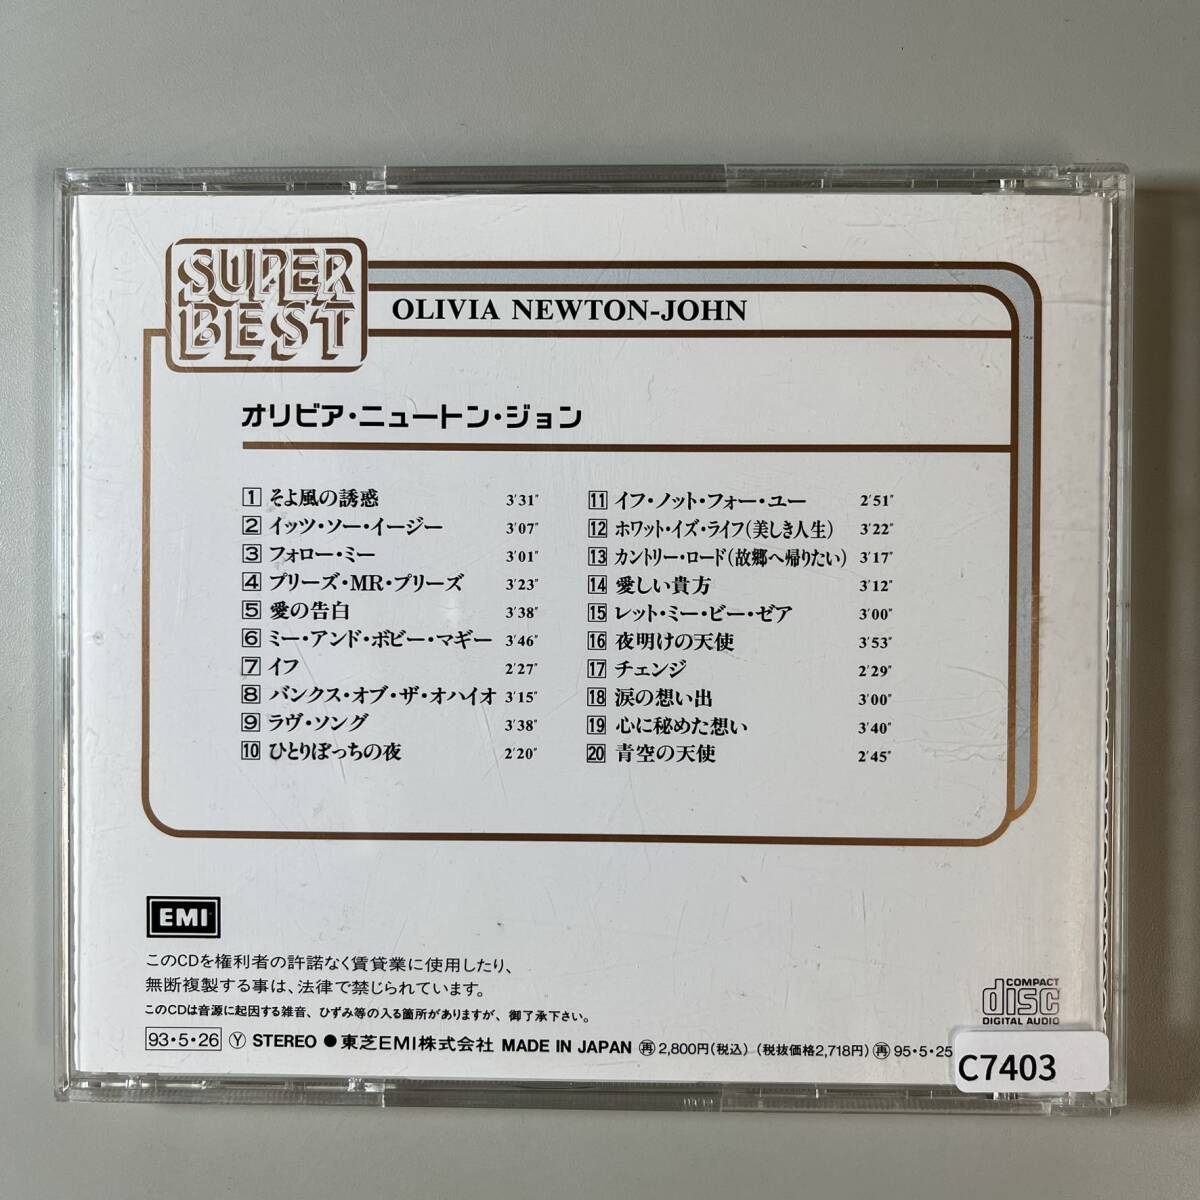 SUPER
BEST
OLIVIA NEWTON-JOHN
オリビア・ニュートン・ジョン
1 そよ風の誘惑 3'31"
2 イッツ・ソー・イージー 3'07"
3 フォロー・ミー 3'01"
4 プリーズ・MR・プリーズ 3'23"
5 愛の告白 3'38"
6 ミー・アンド・ボビー・マギー 3'46"
7 イフ 2'27"
8 バンクス・オブ・ザ・オハイオ 3'15"
9 ラヴ・ソング 3'38"
10 ひとりぼっちの夜 2'20"
11 イフ・ノット・フォー・ユー 2'51"
12 ホワット・イズ・ライフ(美しき人生) 3'22"
13 カントリー・ロード(故郷へ帰りたい) 3'17"
14 愛しい貴方 3'12"
15 レット・ミー・ビー・ゼア 3'00"
16 夜明けの天使 3'53"
17 チェンジ 2'29"
18 涙の想い出 3'00"
19 心に秘めた想い 3'40"
20 青空の天使 2'45"
EMI
このCDを権利者の許諾なく賃貸業に使用したり、
無断複製する事は、法律で禁じられています。
このCDは音源に起因する雑音、ひずみ等の入る箇所がありますが、御了承下さい。
COMPACT
disc
DIGITAL AUDIO
93・5・26 Ⓨ STEREO ● 東芝EMI株式会社 MADE IN JAPAN 再 2,800円(税込) (税抜価格2,718円) 再 95・5・25
C7403